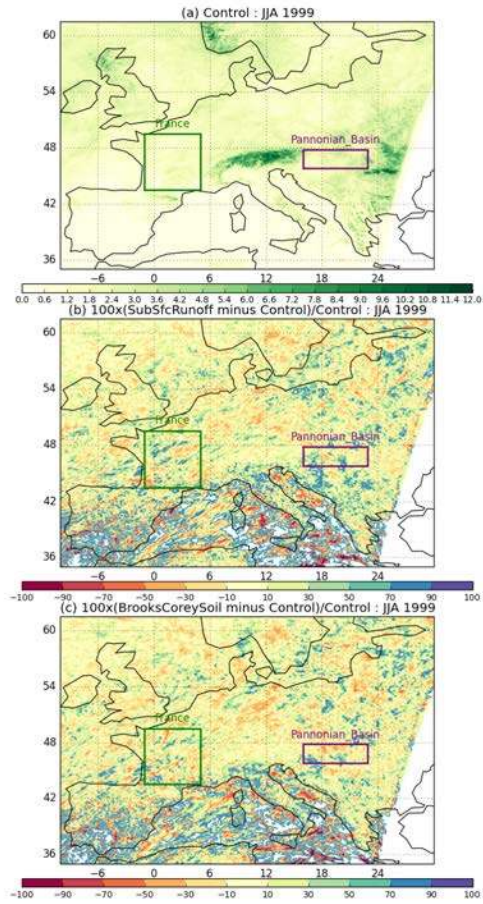 (a) Control : JJA 1999
60
54
48
42
36
France
Pannonian_Basin
−6 0 6 12 18 24
0.0 0.6 1.2 1.8 2.4 3.0 3.6 4.2 4.8 5.4 6.0 6.6 7.2 7.8 8.4 9.0 9.6 10.2 10.8 11.4 12.0
(b) 100x(SubSfcRunoff minus Control)/Control : JJA 1999
60
54
48
42
36
France
Pannonian_Basin
−6 0 6 12 18 24
−100 −90 −70 −50 −30 −10 10 30 50 70 90 100
(c) 100x(BrooksCoreySoil minus Control)/Control : JJA 1999
60
54
48
42
36
France
Pannonian_Basin
−6 0 6 12 18 24
−100 −90 −70 −50 −30 −10 10 30 50 70 90 100